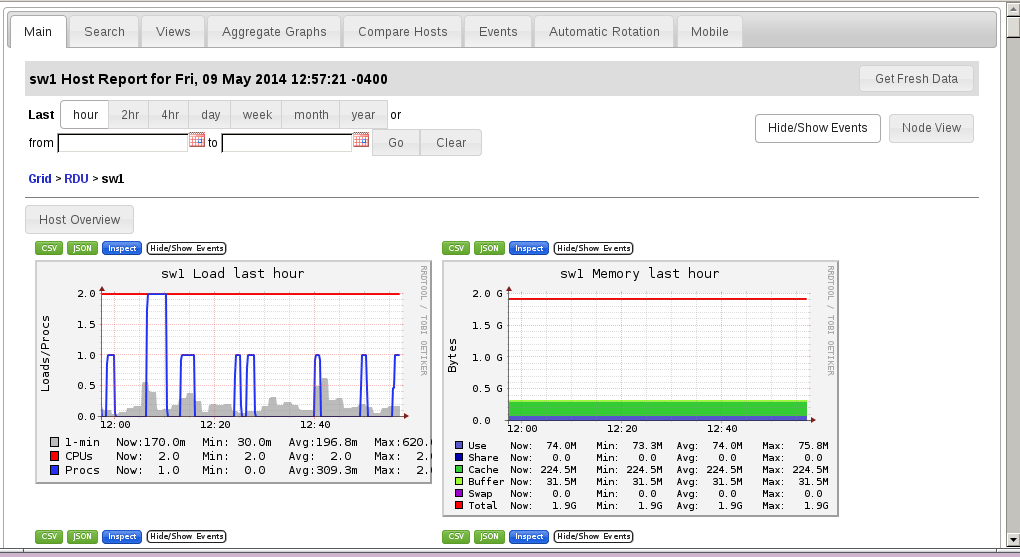 Main Search Views Aggregate Graphs Compare Hosts Events Automatic Rotation Mobile
sw1 Host Report for Fri, 09 May 2014 12:57:21 -0400 Get Fresh Data
Last hour 2hr 4hr day week month year or
Hide/Show Events Node View
from to Go Clear
Grid > RDU > sw1
Host Overview
CSV JSON Inspect Hide/Show Events
sw1 Load last hour
RRDTOOL / TOBI OETIKER
Loads/Procs
2.0
1.5
1.0
0.5
0.0
12:00 12:20 12:40
1-min Now:170.0m Min: 30.0m Avg:196.8m Max:620.
CPUs Now: 2.0 Min: 2.0 Avg: 2.0 Max: 2.
Procs Now: 1.0 Min: 0.0 Avg:309.3m Max: 2.
CSV JSON Inspect Hide/Show Events
sw1 Memory last hour
RRDTOOL / TOBI OETIKER
Bytes
2.0 G
1.5 G
1.0 G
0.5 G
0.0
12:00 12:20 12:40
Use Now: 74.0M Min: 73.3M Avg: 74.0M Max: 75.8M
Share Now: 0.0 Min: 0.0 Avg: 0.0 Max: 0.0
Cache Now: 224.5M Min: 224.5M Avg: 224.5M Max: 224.5M
Buffer Now: 31.5M Min: 31.5M Avg: 31.5M Max: 31.5M
Swap Now: 0.0 Min: 0.0 Avg: 0.0 Max: 0.0
Total Now: 1.9G Min: 1.9G Avg: 1.9G Max: 1.9G
CSV JSON Inspect Hide/Show Events
CSV JSON Inspect Hide/Show Events